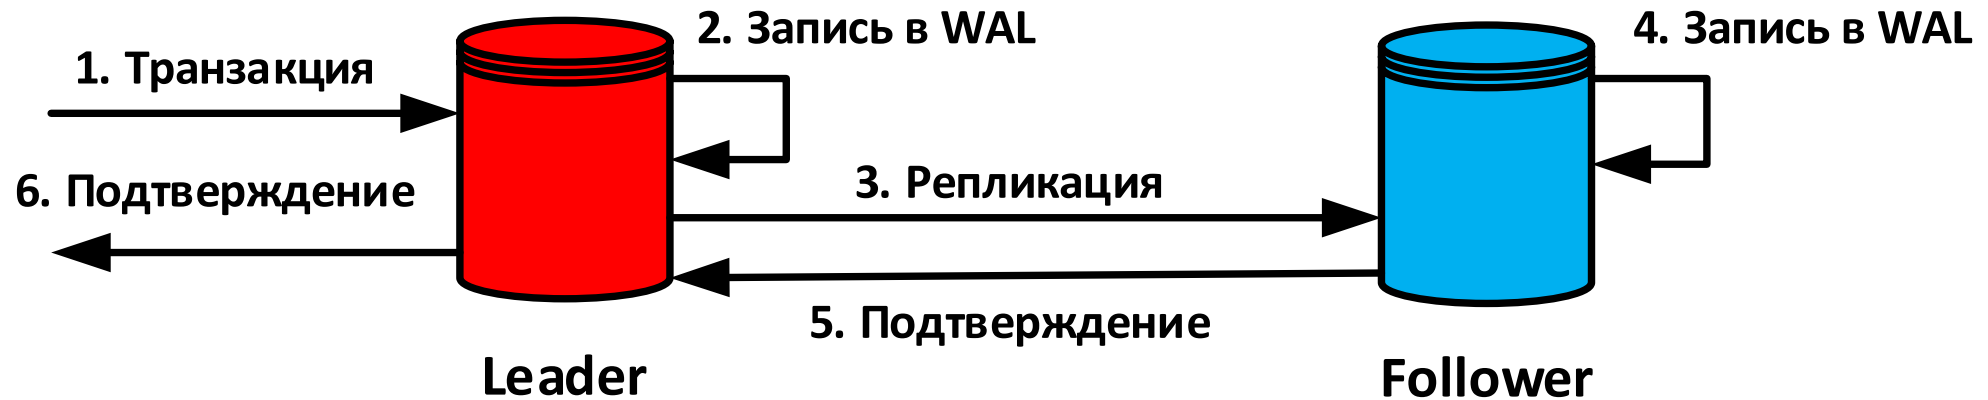 1. Транзакция
2. Запись в WAL
3. Репликация
4. Запись в WAL
5. Подтверждение
6. Подтверждение
Leader
Follower